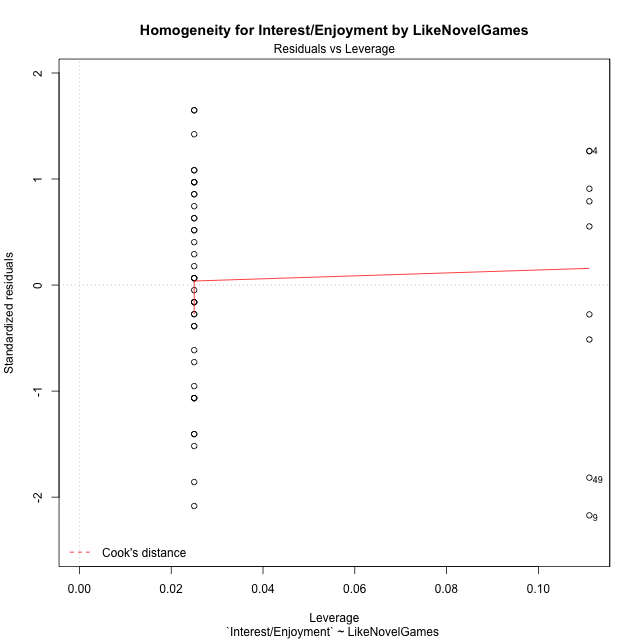 Homogeneity for Interest/Enjoyment by LikeNovelGames
Residuals vs Leverage
2
1
0
-1
-2
Standardized residuals
4
49
9
Cook's distance
0.00
0.02
0.04
0.06
0.08
0.10
Leverage
`Interest/Enjoyment` ~ LikeNovelGames